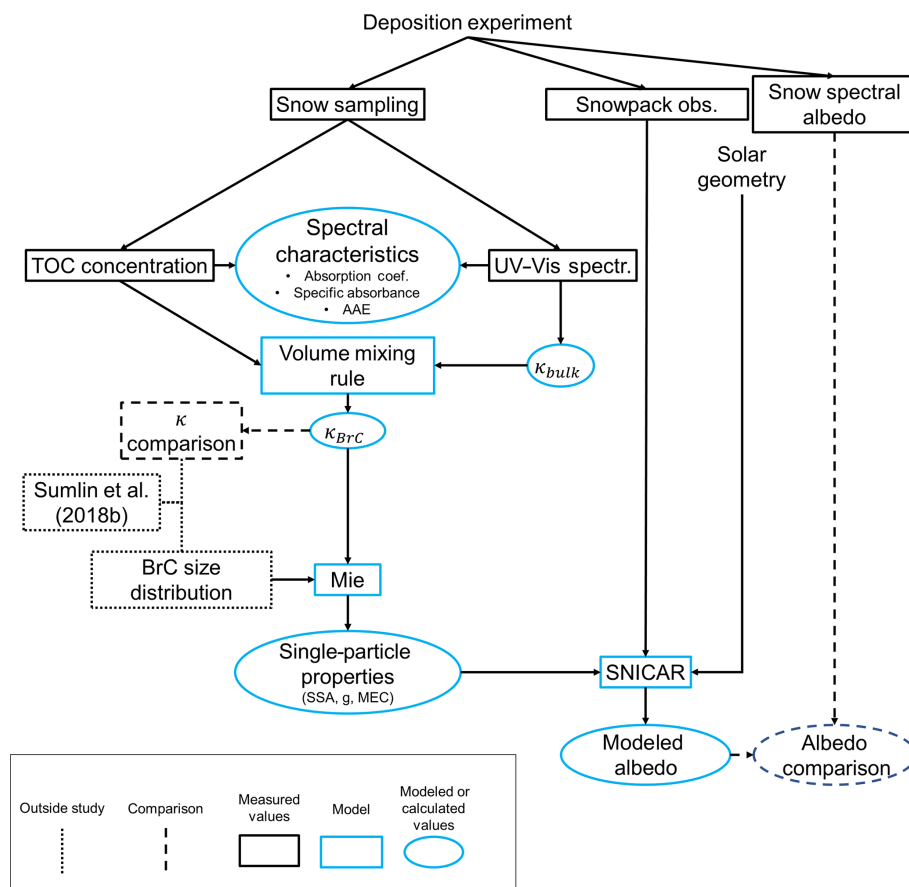 Deposition experiment
Snow sampling
Snowpack obs.
Snow spectral
albedo
Solar
geometry
Spectral
characteristics
• Absorption coef.
• Specific absorbance
• AAE
TOC concentration
UV–Vis spectr.
Volume mixing
rule
κbulk
κBrC
κ
comparison
Sumlin et al.
(2018b)
BrC size
distribution
Mie
Single-particle
properties
(SSA, g, MEC)
SNICAR
Modeled
albedo
Albedo
comparison
Outside study
Comparison
Measured
values
Model
Modeled or
calculated
values